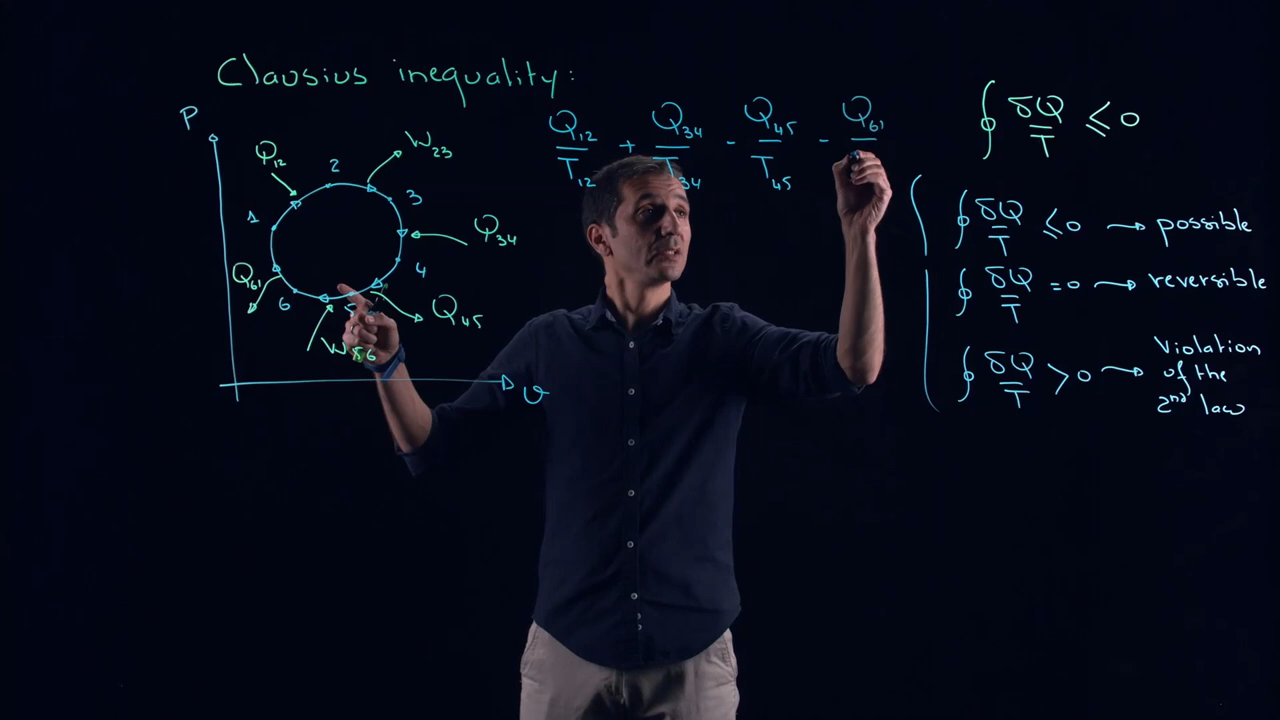 Clausius inequality:
P
Q₁₂
2
W₂₃
1
3
Q₃₄
Q₆₁
4
6
Q₄₅
W₅₆
υ
Q₁₂/T₁₂ + Q₃₄/T₃₄ - Q₄₅/T₄₅ - Q₆₁/
∮ δQ/T ≤ 0
∮ δQ/T ≤ 0 → possible
∮ δQ/T = 0 → reversible
∮ δQ/T > 0 → Violation
of the
2nd law